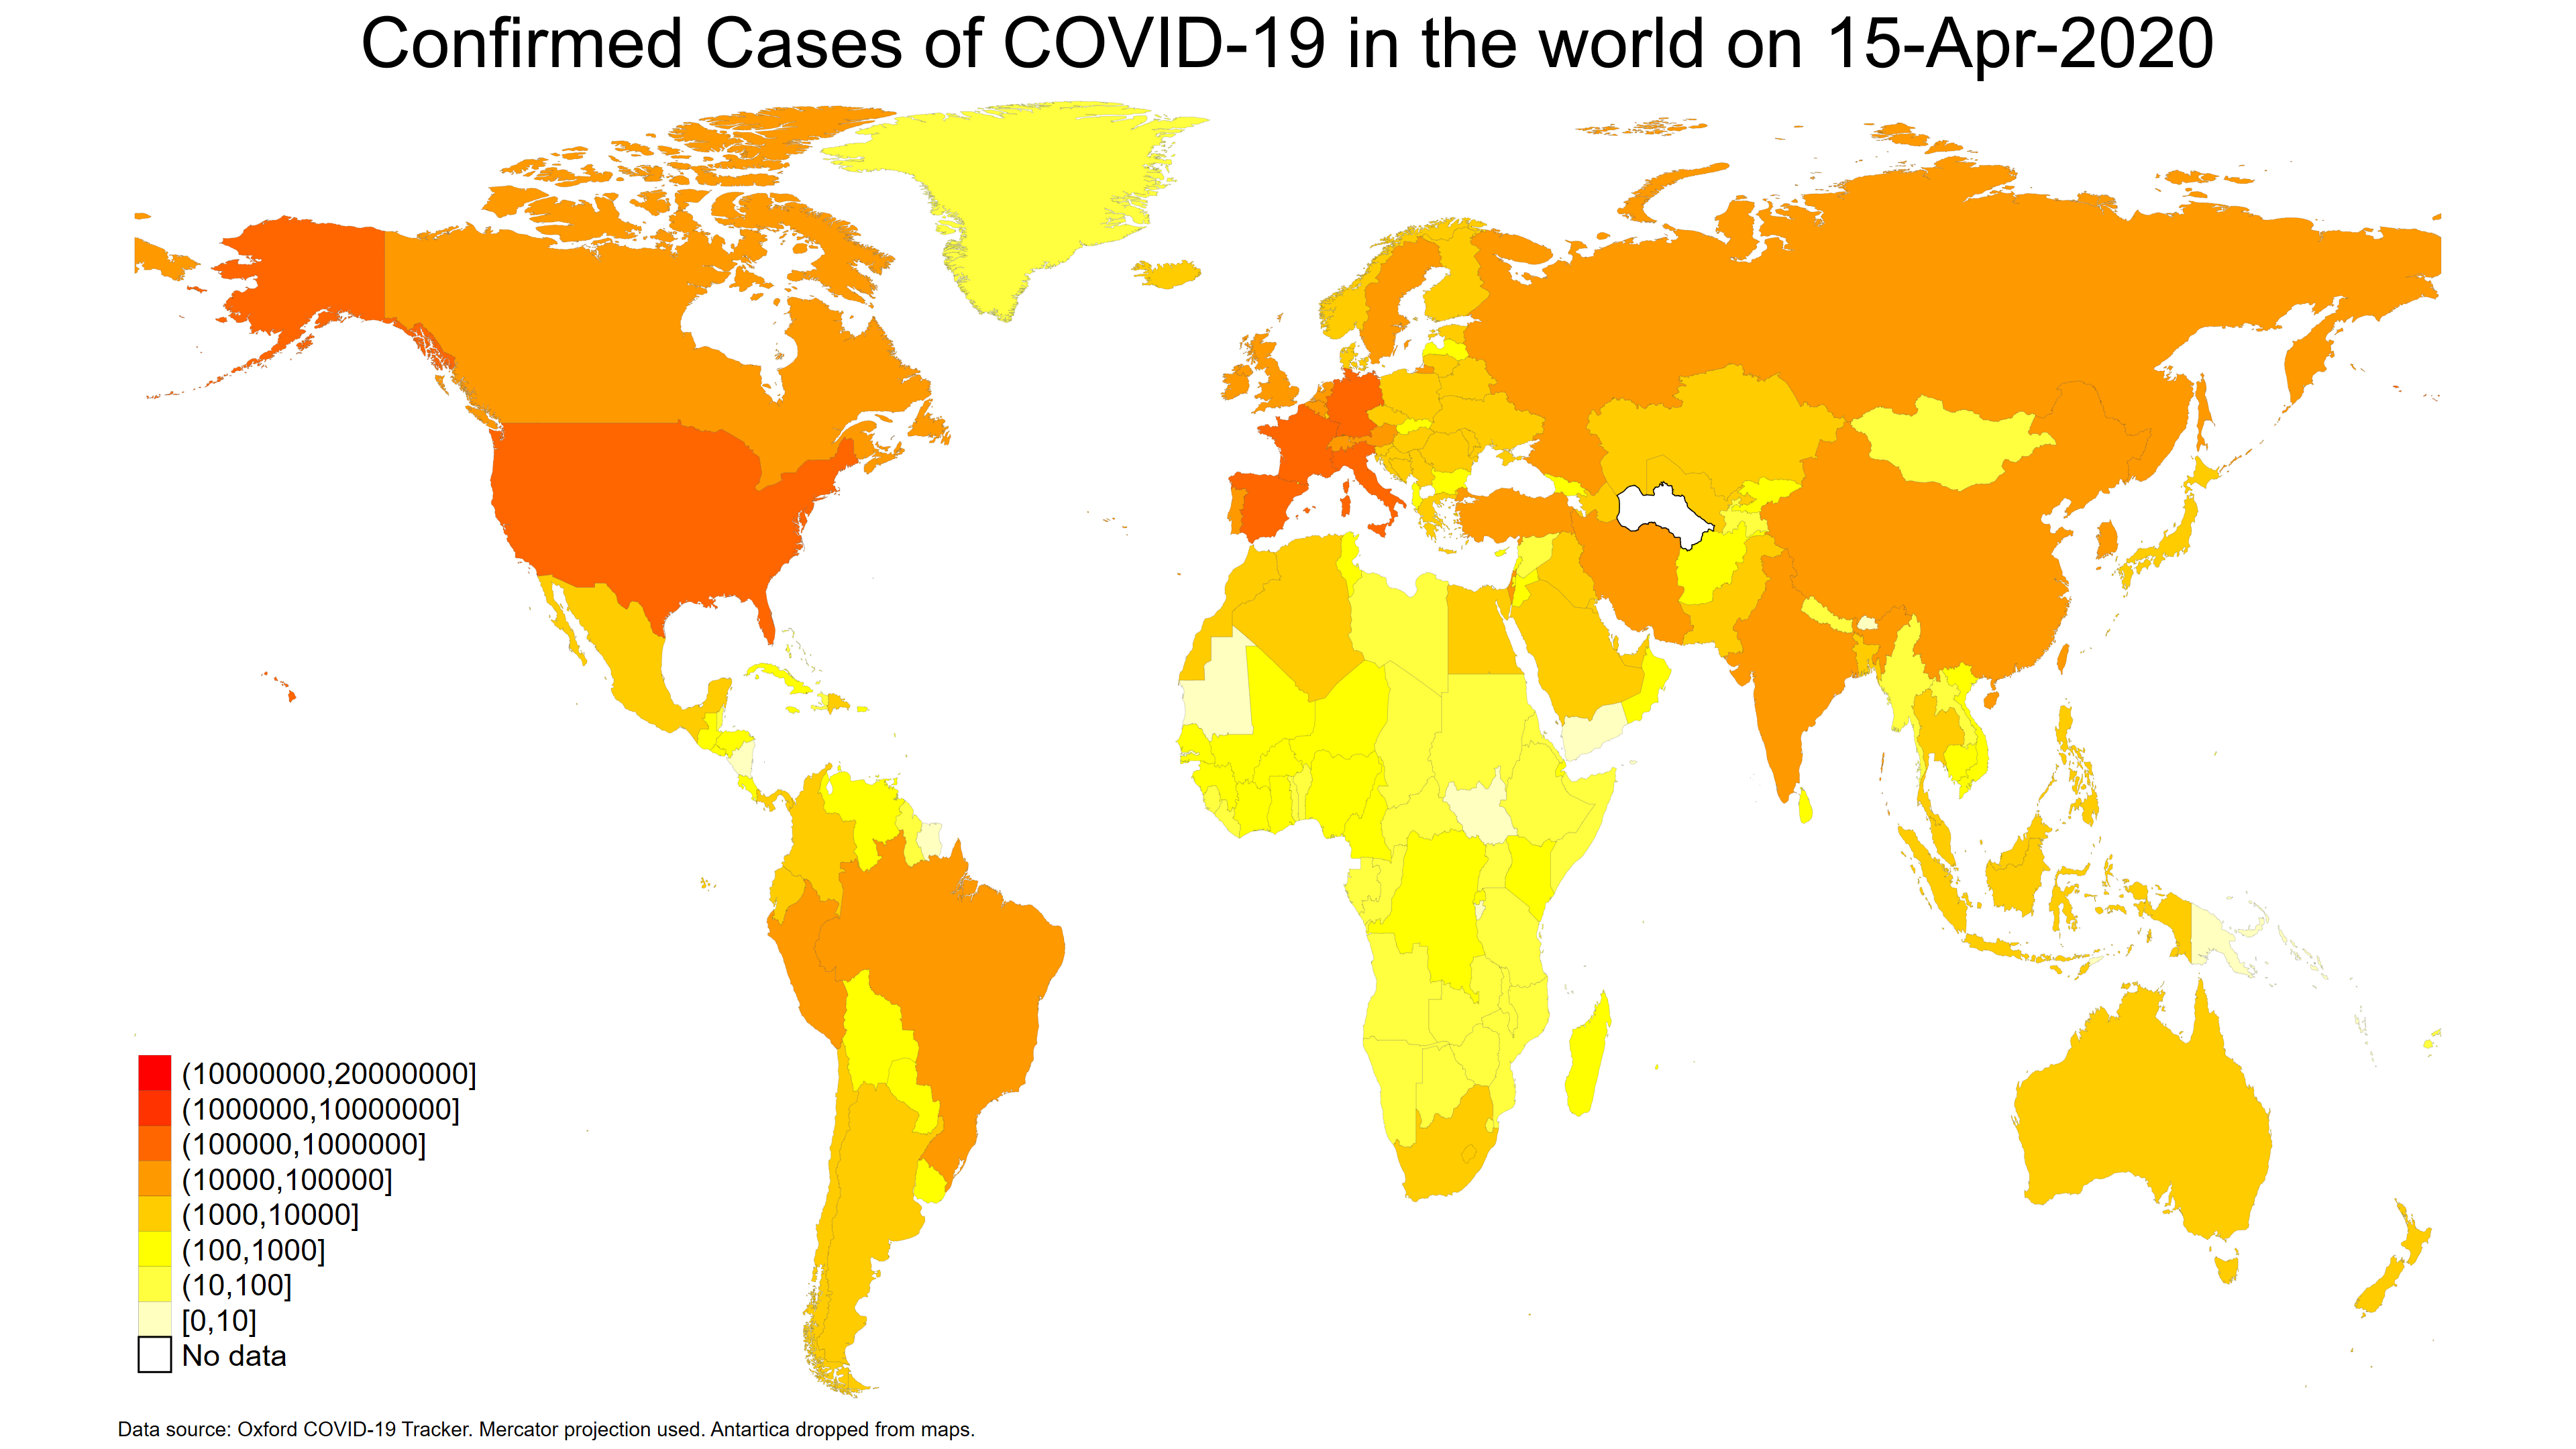 Confirmed Cases of COVID-19 in the world on 15-Apr-2020
(10000000,20000000]
(1000000,10000000]
(100000,1000000]
(10000,100000]
(1000,10000]
(100,1000]
(10,100]
[0,10]
No data
Data source: Oxford COVID-19 Tracker. Mercator projection used. Antartica dropped from maps.